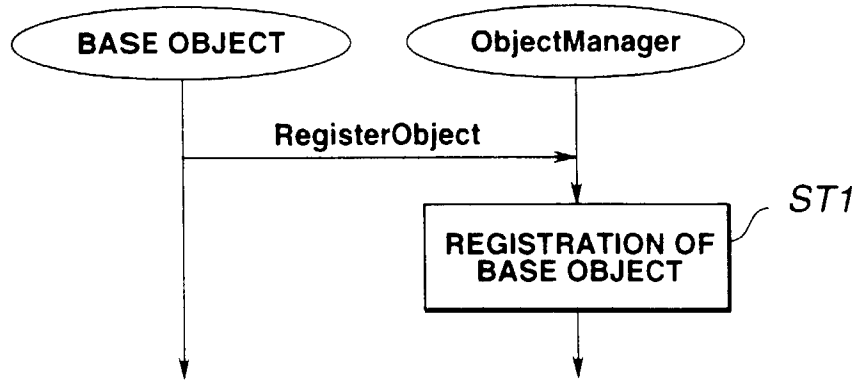 BASE OBJECT
ObjectManager
RegisterObject
ST1
REGISTRATION OF
BASE OBJECT